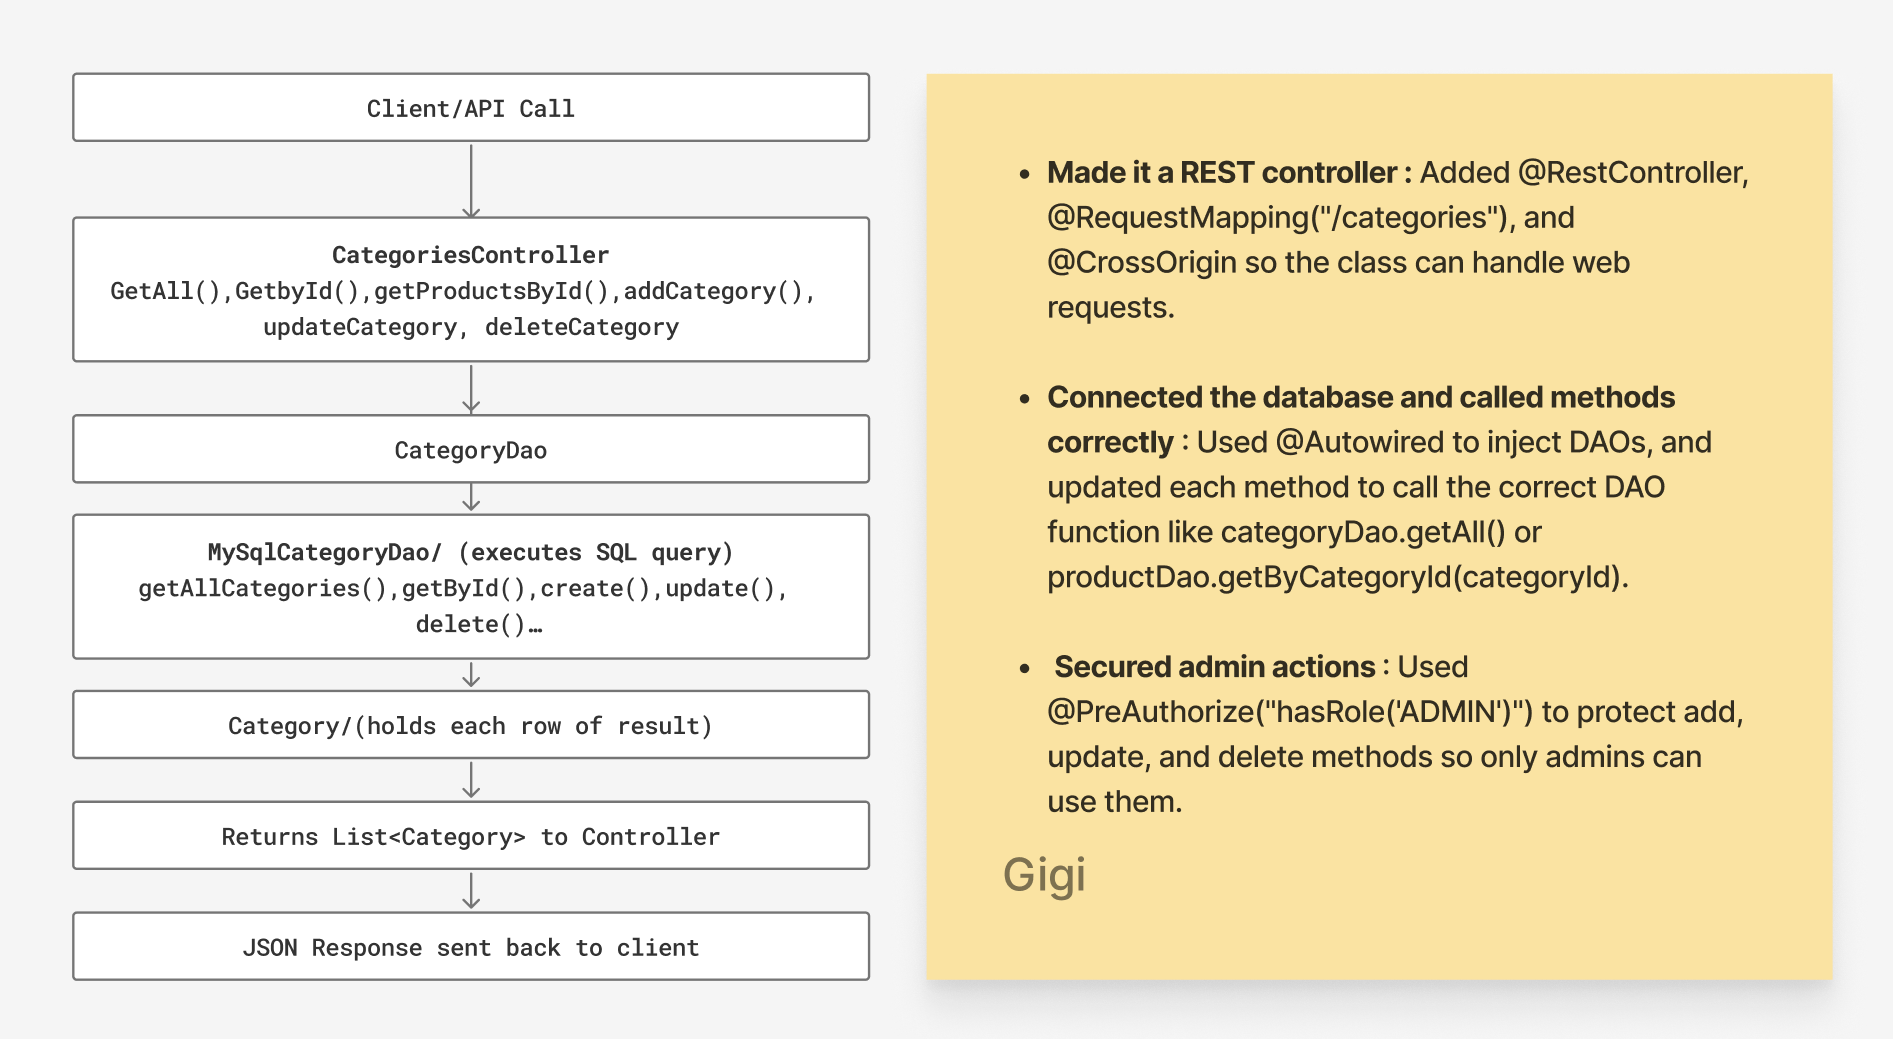 Client/API Call
CategoriesController
GetAll(),GetbyId(),getProductsById(),addCategory(),
updateCategory, deleteCategory
CategoryDao
MySqlCategoryDao/ (executes SQL query)
getAllCategories(),getById(),create(),update(),
delete()…
Category/(holds each row of result)
Returns List<Category> to Controller
JSON Response sent back to client
• Made it a REST controller : Added @RestController,
@RequestMapping("/categories"), and
@CrossOrigin so the class can handle web
requests.
• Connected the database and called methods
correctly : Used @Autowired to inject DAOs, and
updated each method to call the correct DAO
function like categoryDao.getAll() or
productDao.getByCategoryId(categoryId).
• Secured admin actions : Used
@PreAuthorize("hasRole('ADMIN')") to protect add,
update, and delete methods so only admins can
use them.
Gigi